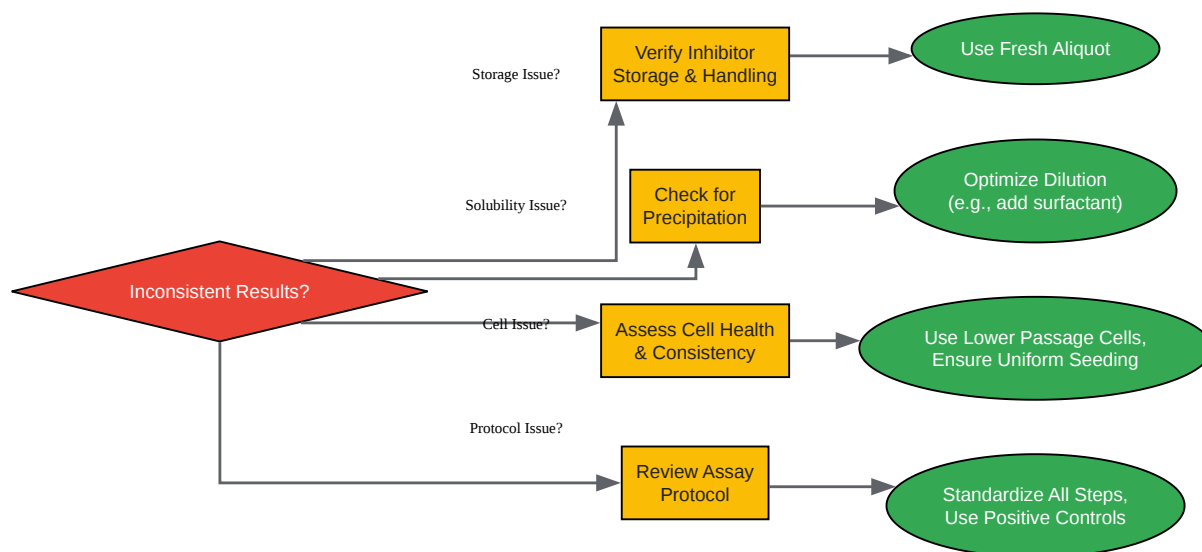 Inconsistent Results?
Storage Issue?
Verify Inhibitor
Storage & Handling
Use Fresh Aliquot
Solubility Issue?
Check for
Precipitation
Optimize Dilution
(e.g., add surfactant)
Cell Issue?
Assess Cell Health
& Consistency
Use Lower Passage Cells,
Ensure Uniform Seeding
Protocol Issue?
Review Assay
Protocol
Standardize All Steps,
Use Positive Controls